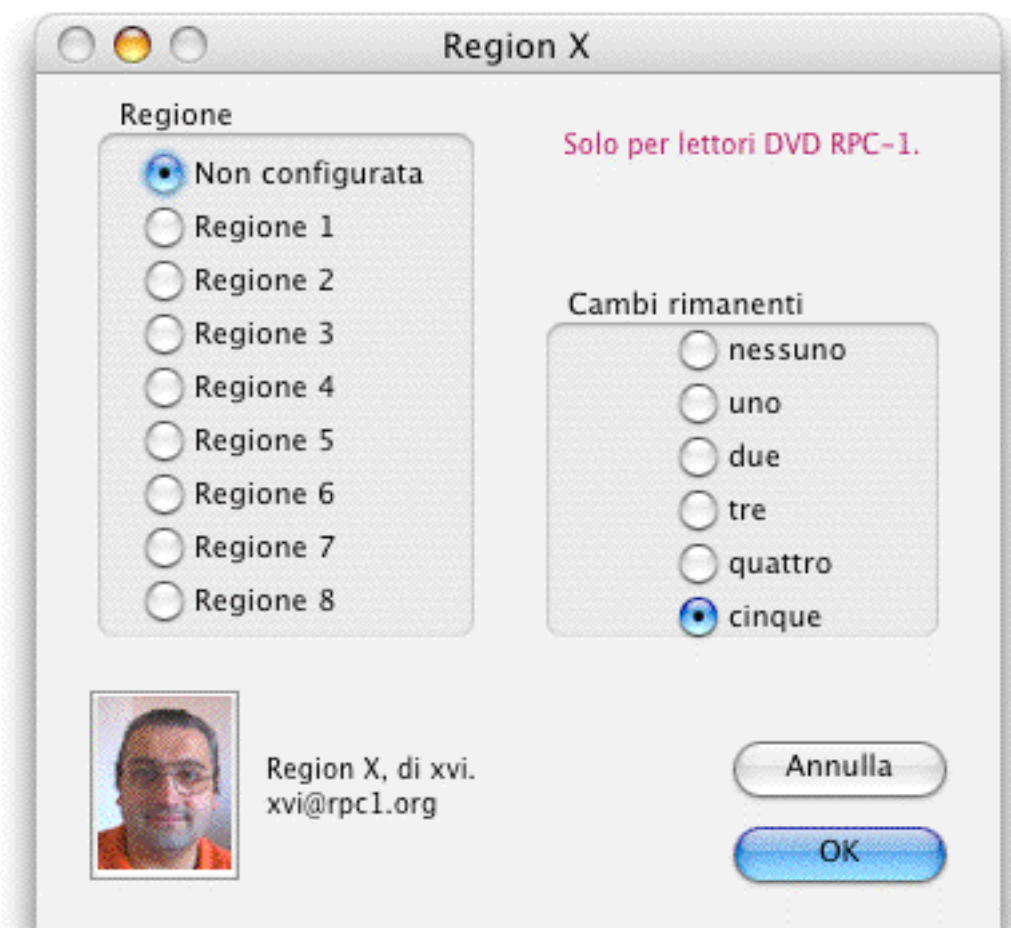 Region X
Regione
Non configurata
Regione 1
Regione 2
Regione 3
Regione 4
Regione 5
Regione 6
Regione 7
Regione 8
Solo per lettori DVD RPC-1.
Cambi rimanenti
nessuno
uno
due
tre
quattro
cinque
Region X, di xvi.
xvi@rpc1.org
Annulla
OK